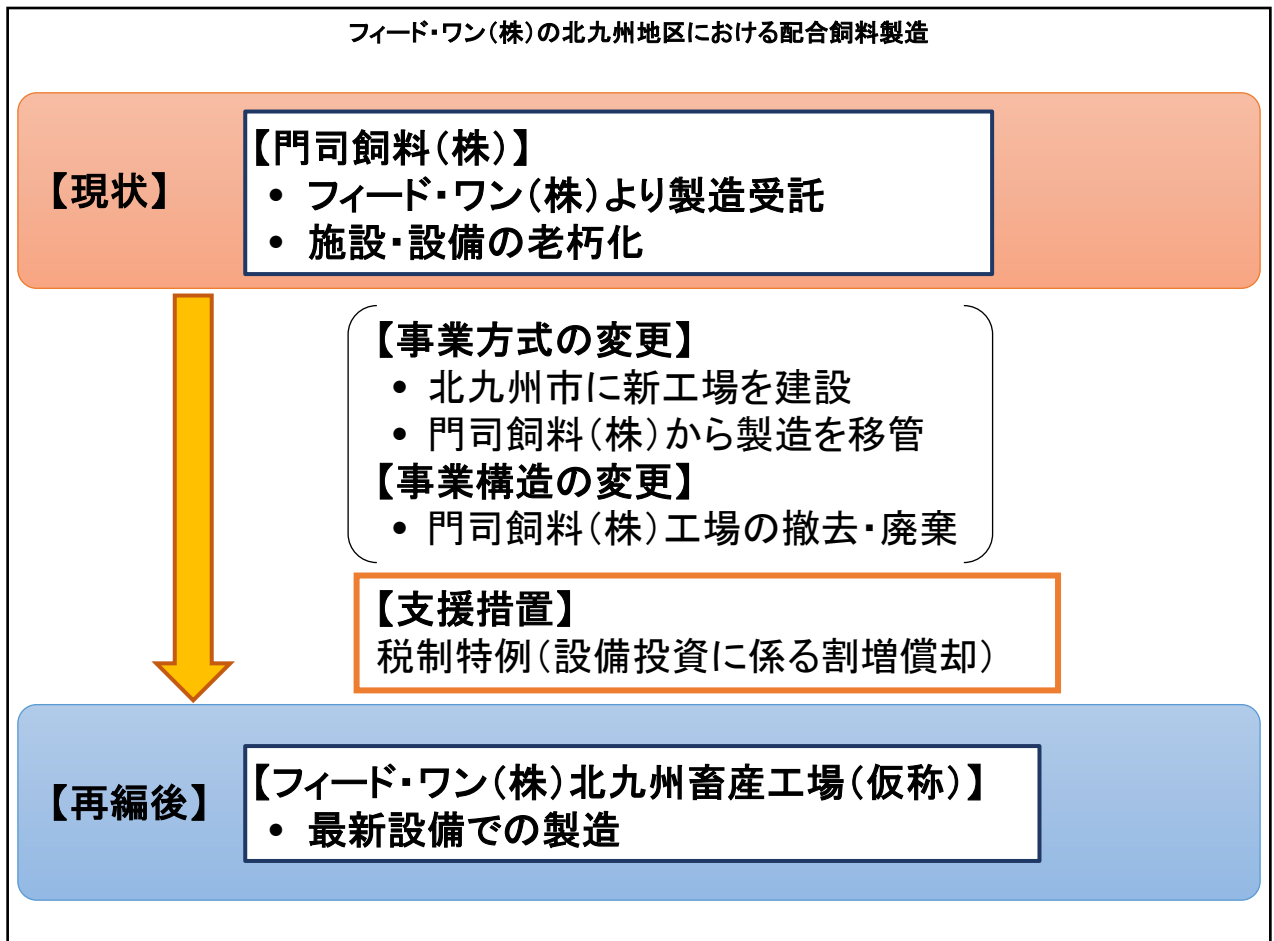 フィード・ワン（株）の北九州地区における配合飼料製造
【現状】
【門司飼料（株）】
• フィード・ワン（株）より製造受託
• 施設・設備の老朽化
【事業方式の変更】
• 北九州市に新工場を建設
• 門司飼料（株）から製造を移管
【事業構造の変更】
• 門司飼料（株）工場の撤去・廃棄
【支援措置】
税制特例（設備投資に係る割増償却）
【再編後】
【フィード・ワン（株）北九州畜産工場（仮称）】
• 最新設備での製造